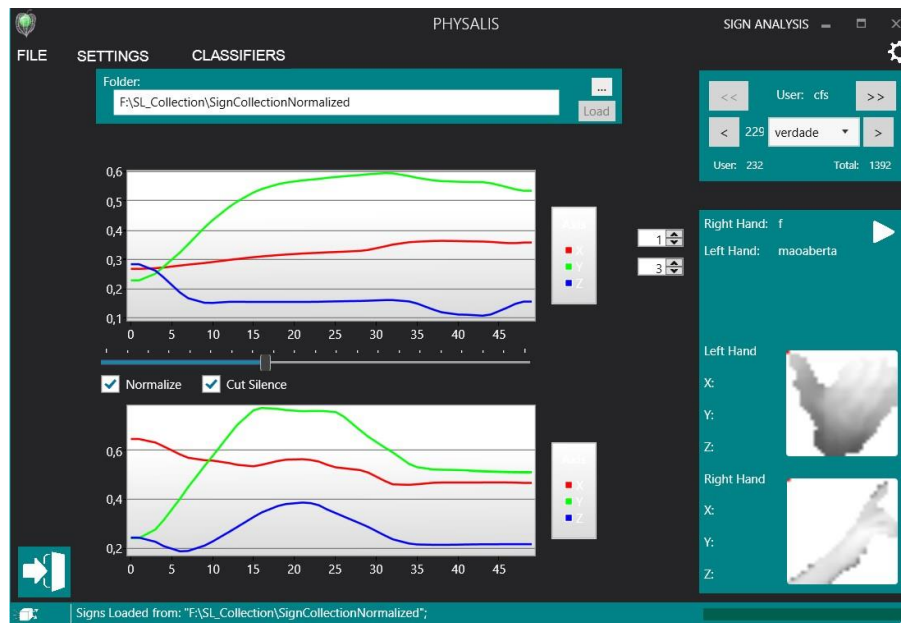 PHYSALIS
SIGN ANALYSIS
FILE SETTINGS CLASSIFIERS
Folder:
F:\SL_Collection\SignCollectionNormalized
...
Load
<< User: cfs >>
< 229 verdade >
User: 232 Total: 1392
0,6
0,5
0,4
0,3
0,2
0,1
0 5 10 15 20 25 30 35 40 45
X
Y
Z
1
3
Normalize Cut Silence
0,6
0,4
0,2
0 5 10 15 20 25 30 35 40 45
X
Y
Z
Right Hand: f
Left Hand: maoaberta
Left Hand
X:
Y:
Z:
Right Hand
X:
Y:
Z:
Signs Loaded from: "F:\SL_Collection\SignCollectionNormalized";